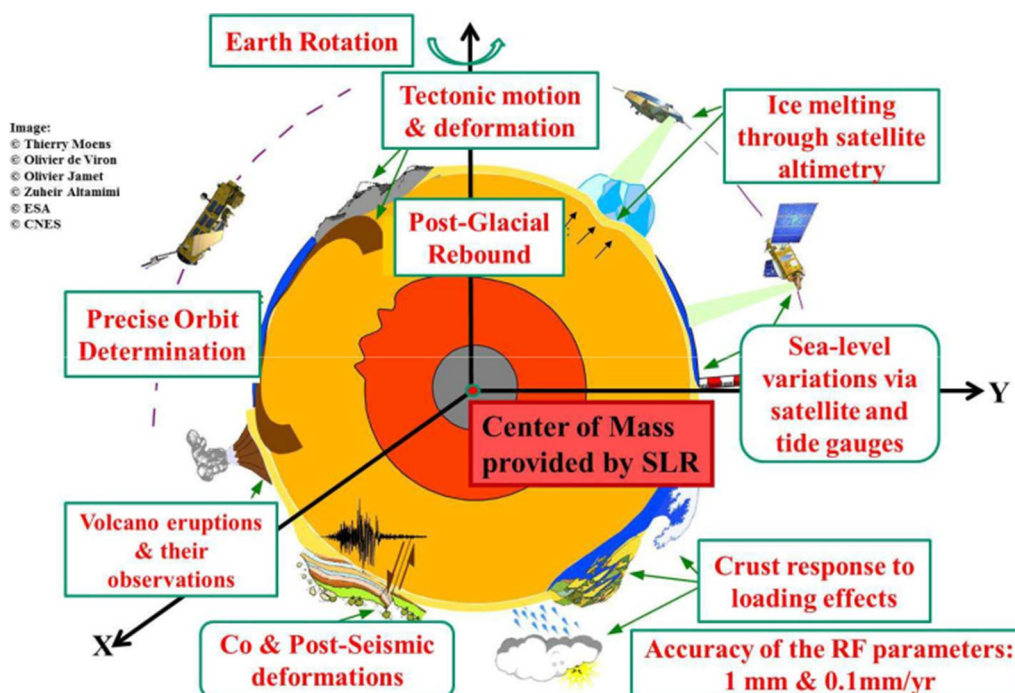 Earth Rotation
Tectonic motion
& deformation
Ice melting
through satellite
altimetry
Image:
© Thierry Moens
© Olivier de Viron
© Olivier Jamet
© Zuheir Altamimi
© ESA
© CNES
Post-Glacial
Rebound
Precise Orbit
Determination
Sea-level
variations via
satellite and
tide gauges
Y
Center of Mass
provided by SLR
Volcano eruptions
& their
observations
Crust response to
loading effects
X
Co & Post-Seismic
deformations
Accuracy of the RF parameters:
1 mm & 0.1mm/yr